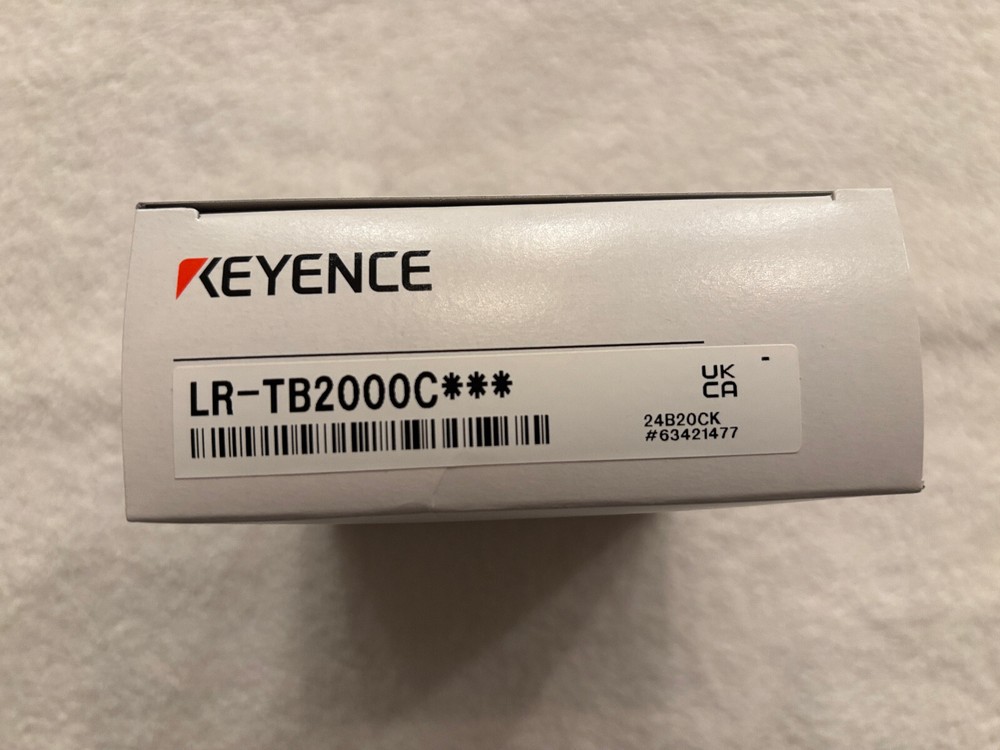 KEYENCE
LR-TB2000C***
UK
CA
24B20CK
#63421477